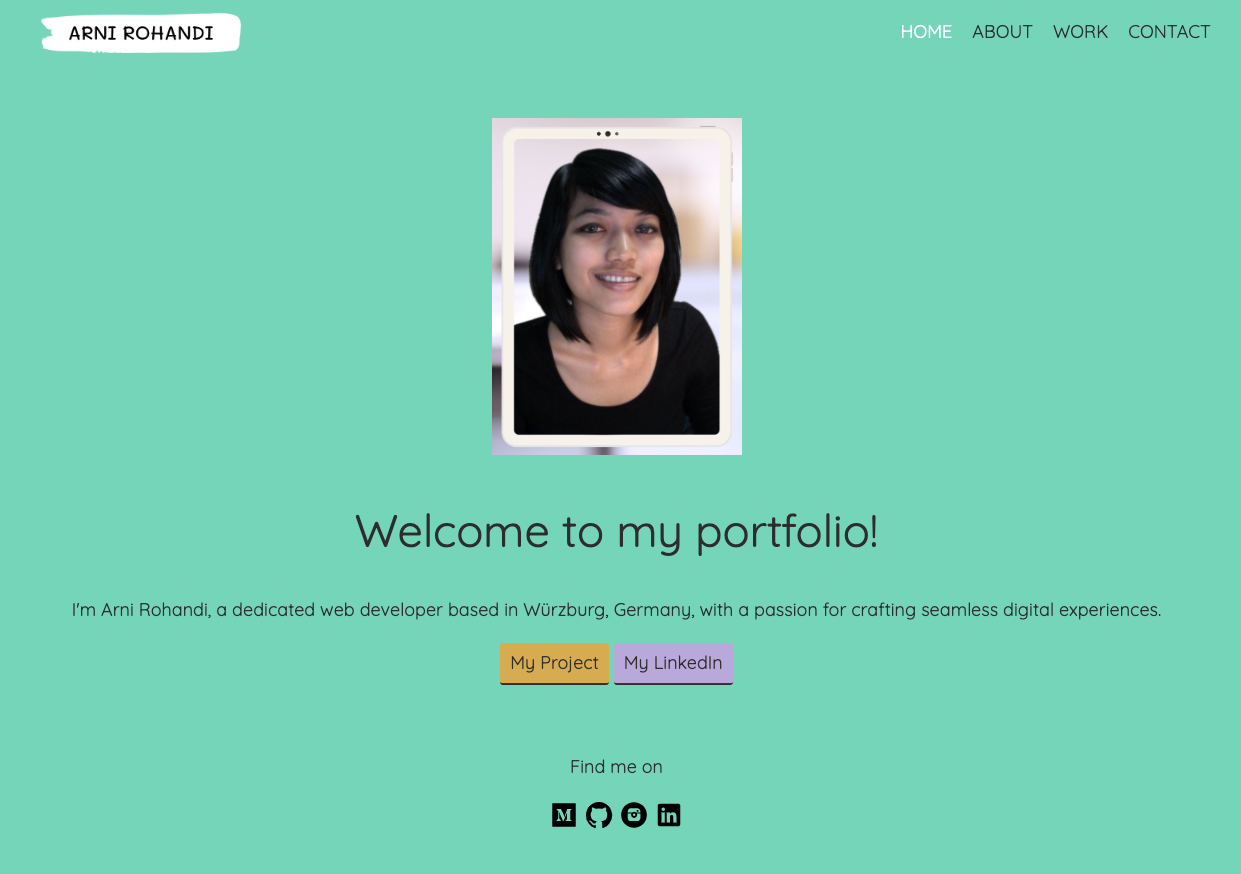 ARNI ROHANDI
HOME ABOUT WORK CONTACT
Welcome to my portfolio!
I'm Arni Rohandi, a dedicated web developer based in Würzburg, Germany, with a passion for crafting seamless digital experiences.
My Project My LinkedIn
Find me on
M in